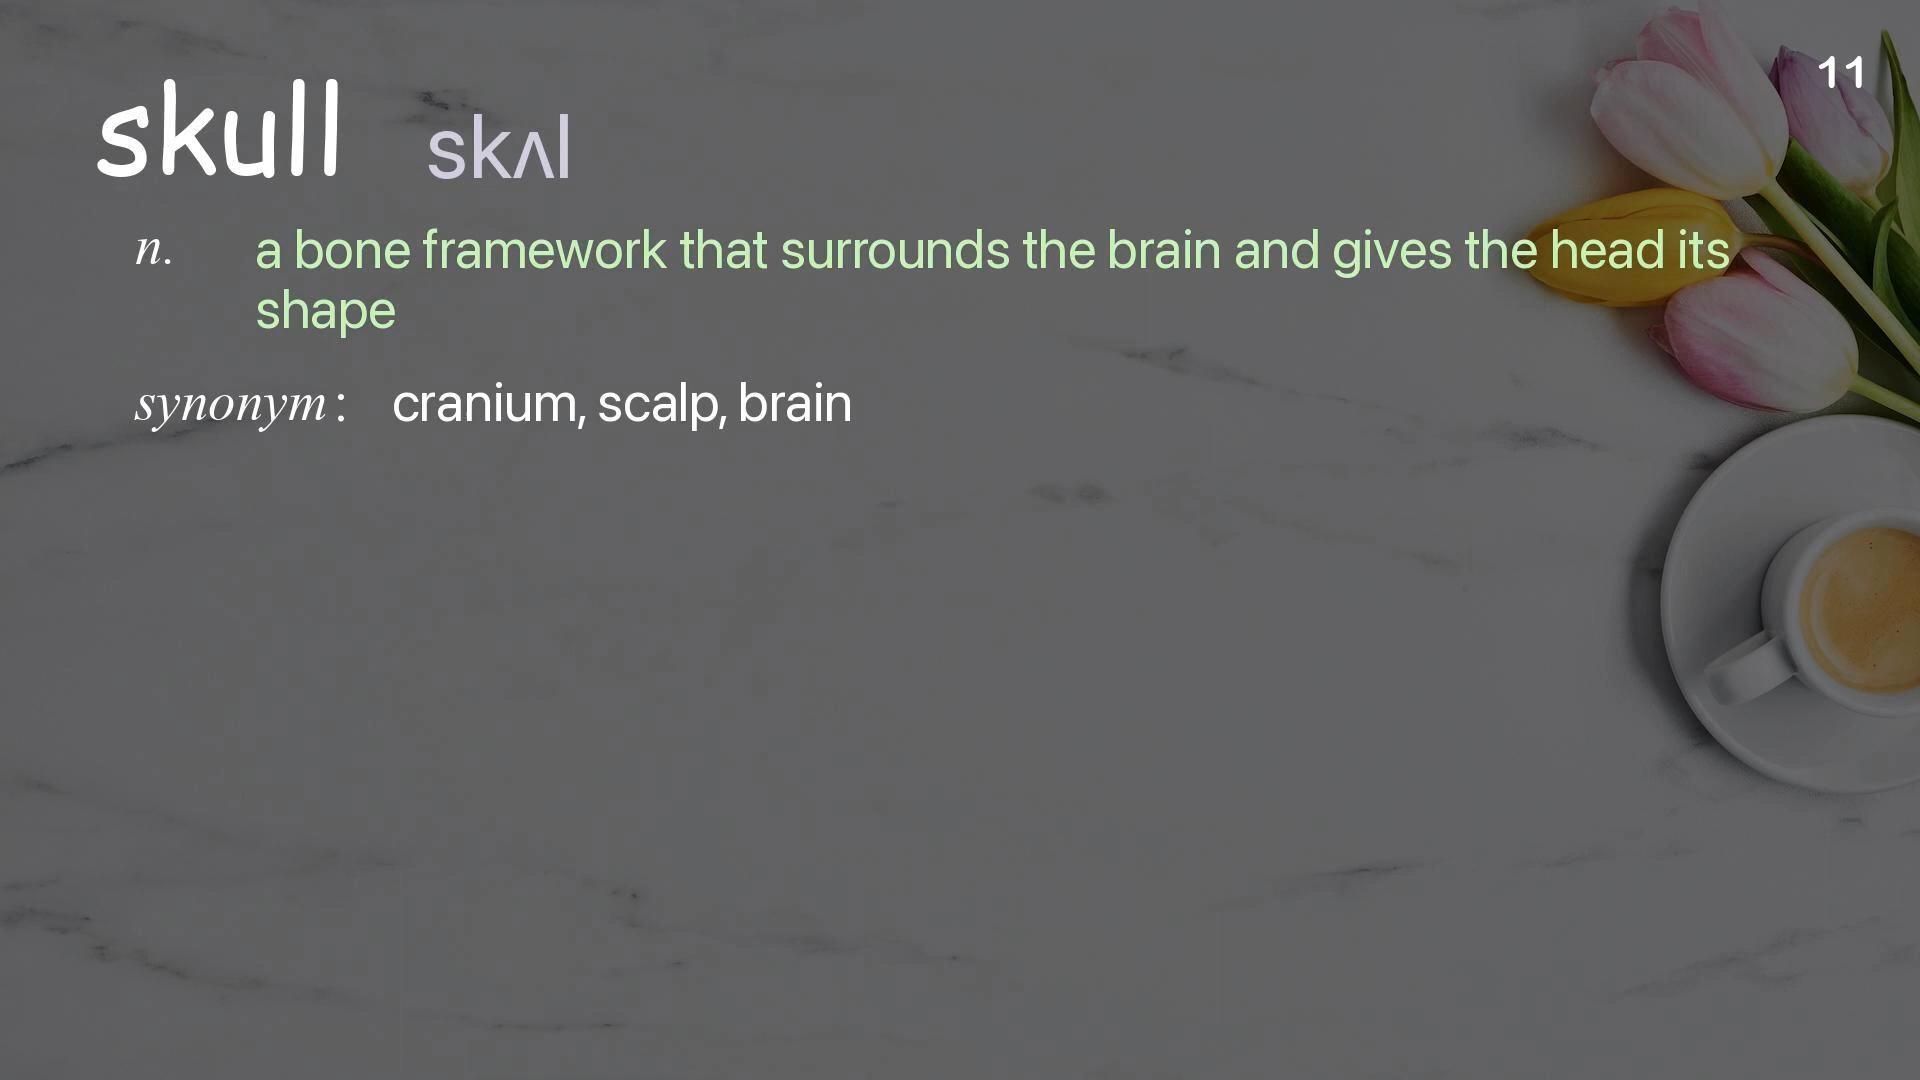 11
skull skʌl
n. a bone framework that surrounds the brain and gives the head its
shape
synonym: cranium, scalp, brain